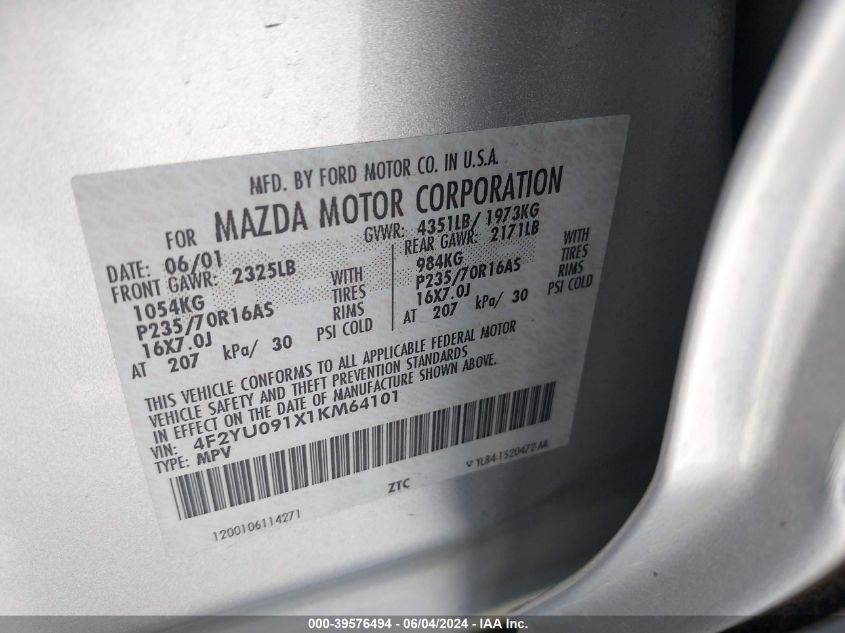 MFD. BY FORD MOTOR CO. IN U.S.A.
FOR MAZDA MOTOR CORPORATION
DATE: 06/01 GVWR: 4351LB/ 1973KG
FRONT GAWR: 2325LB REAR GAWR: 2171LB
1054KG WITH 984KG WITH
P235/70R16AS TIRES P235/70R16AS TIRES
16X7.0J RIMS 16X7.0J RIMS
AT 207 kPa/ 30 PSI COLD AT 207 kPa/ 30 PSI COLD
THIS VEHICLE CONFORMS TO ALL APPLICABLE FEDERAL MOTOR
VEHICLE SAFETY AND THEFT PREVENTION STANDARDS
IN EFFECT ON THE DATE OF MANUFACTURE SHOWN ABOVE.
VIN: 4F2YU091X1KM64101
TYPE: MPV
YL84-1520472-AA
ZTC
1200106114271
000-39576494 - 06/04/2024 - IAA Inc.